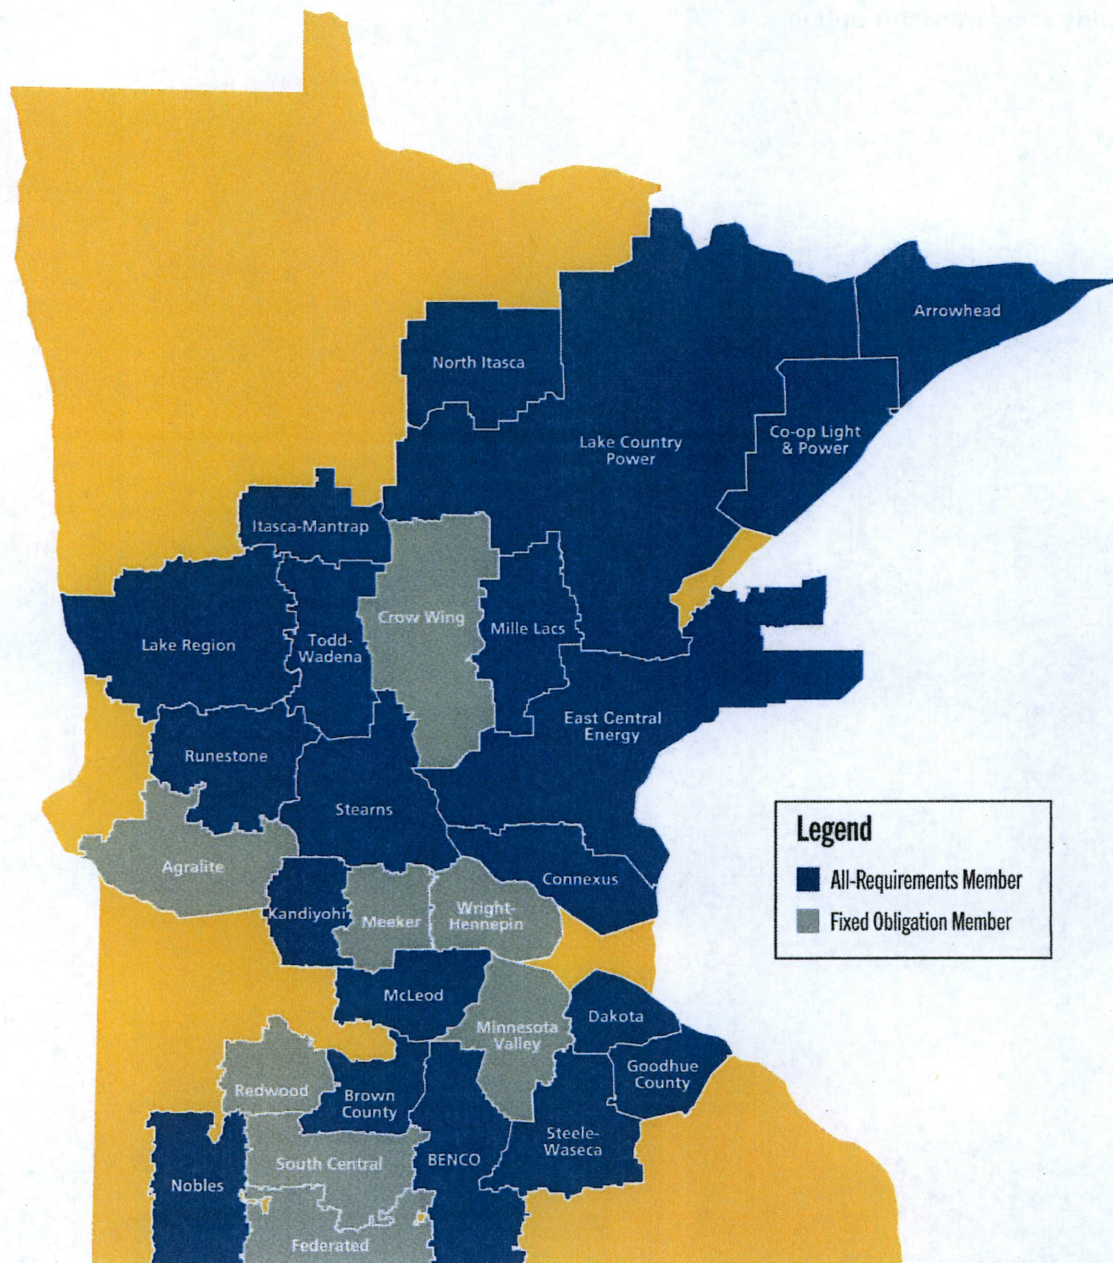 Arrowhead
North Itasca
Co-op Light
& Power
Lake Country
Power
Itasca-Mantrap
Crow Wing
Mille Lacs
Lake Region
Todd-
Wadena
East Central
Energy
Runestone
Stearns
Legend
All-Requirements Member
Fixed Obligation Member
Agralite
Connexus
Kandiyohi
Meeker
Wright-
Hennepin
McLeod
Minnesota
Valley
Dakota
Goodhue
County
Redwood
Brown
County
Steele-
Waseca
South Central
BENCO
Nobles
Federated